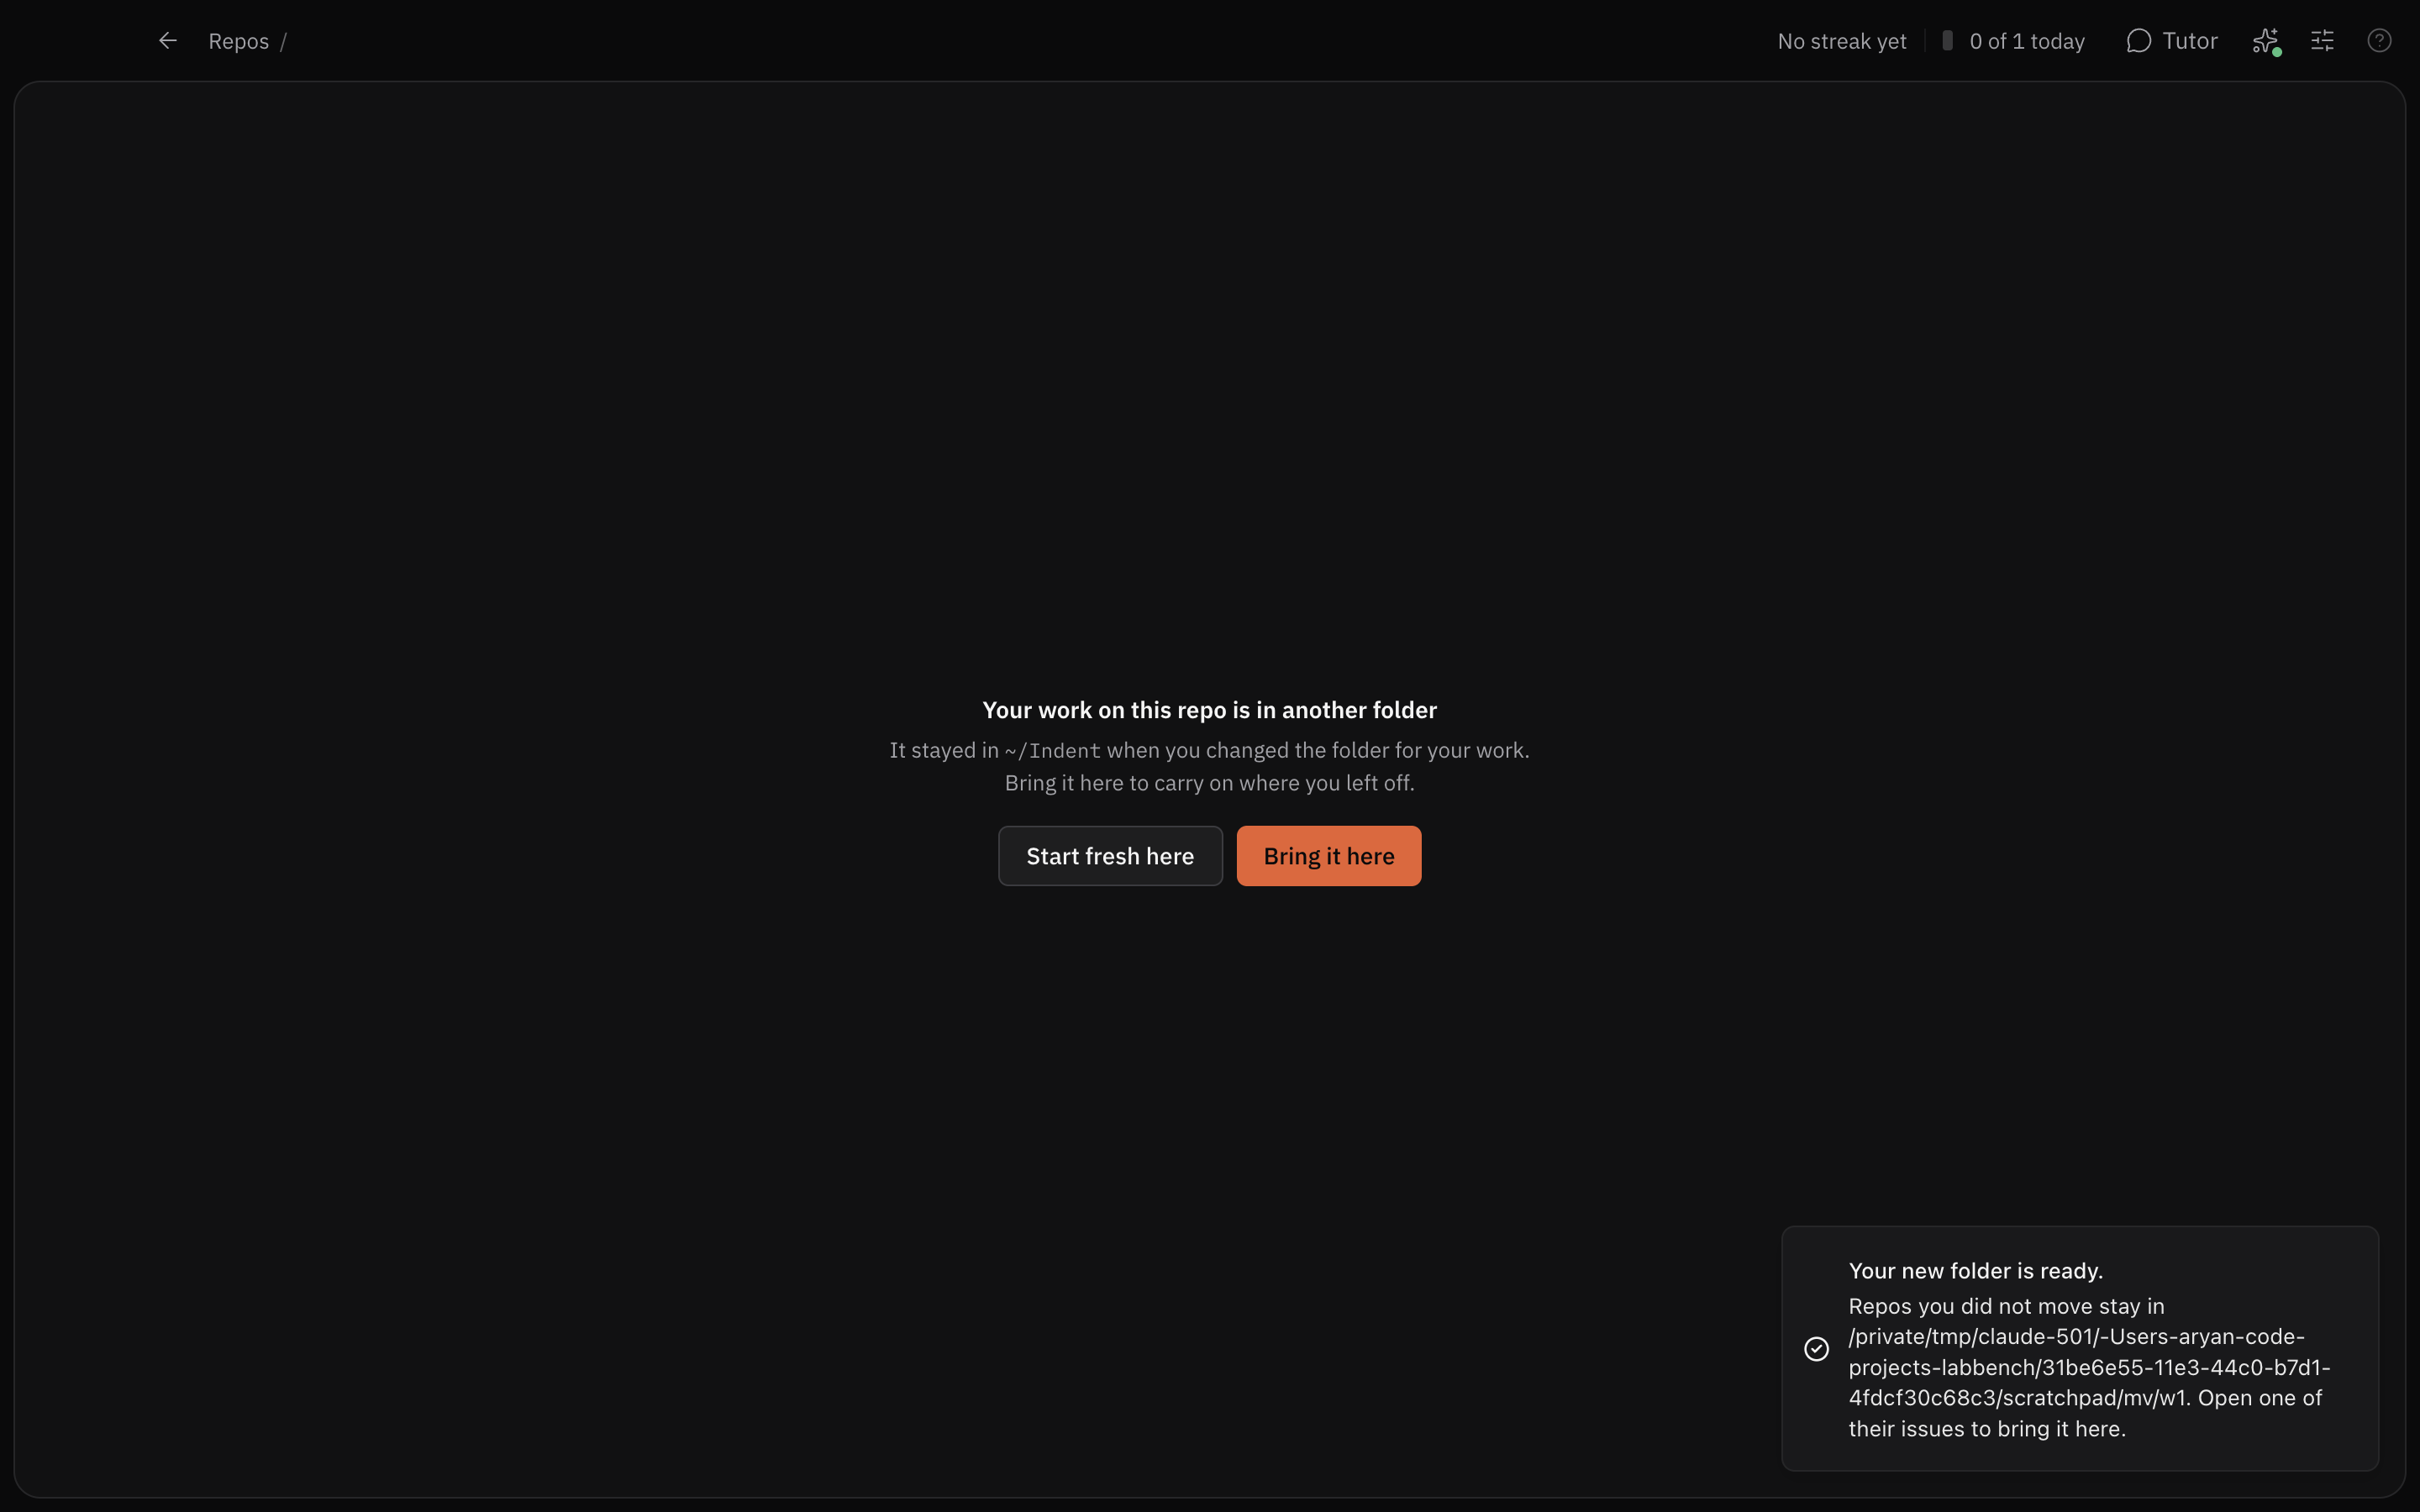 Repos /
No streak yet
0 of 1 today
Tutor
Your work on this repo is in another folder
It stayed in ~/Indent when you changed the folder for your work.
Bring it here to carry on where you left off.
Start fresh here
Bring it here
Your new folder is ready.
Repos you did not move stay in
/private/tmp/claude-501/-Users-aryan-code-
projects-labbench/31be6e55-11e3-44c0-b7d1-
4fdcf30c68c3/scratchpad/mv/w1. Open one of
their issues to bring it here.